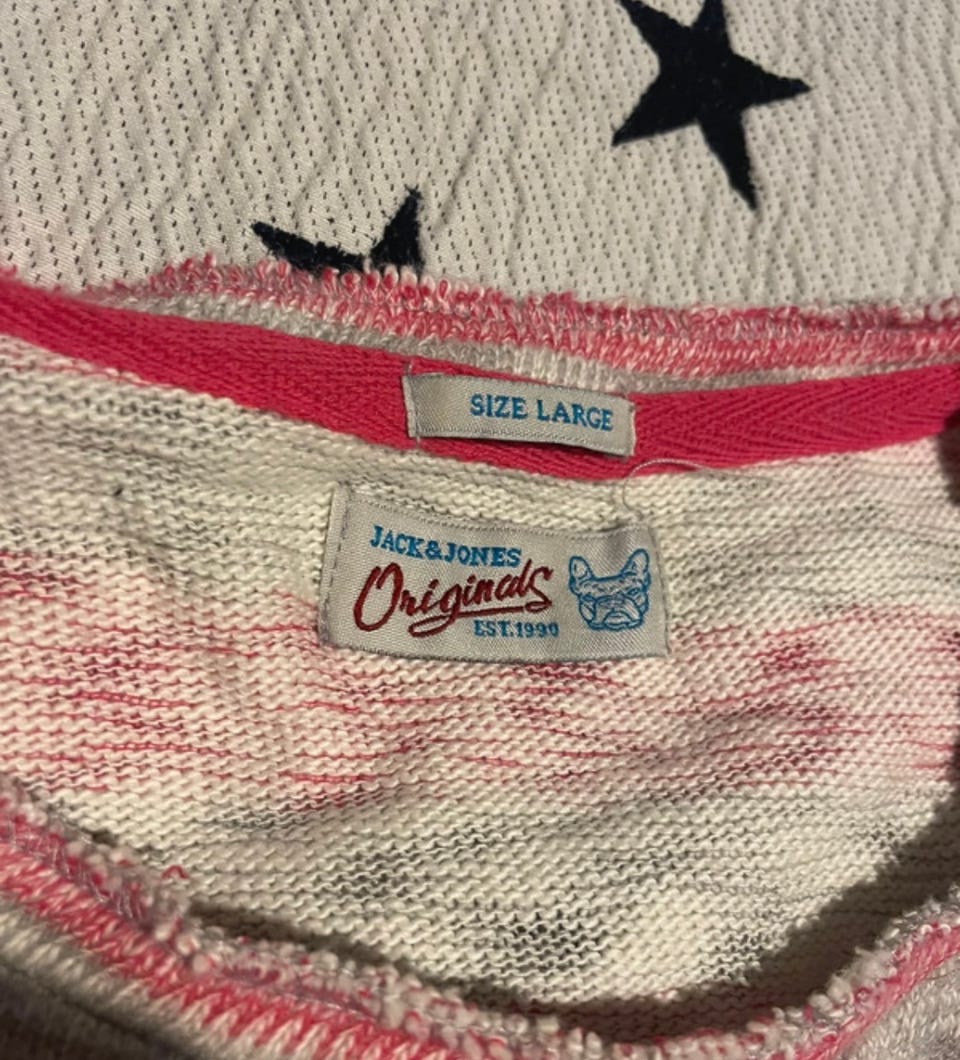 SIZE LARGE
JACK&JONES
Originals
EST.1990